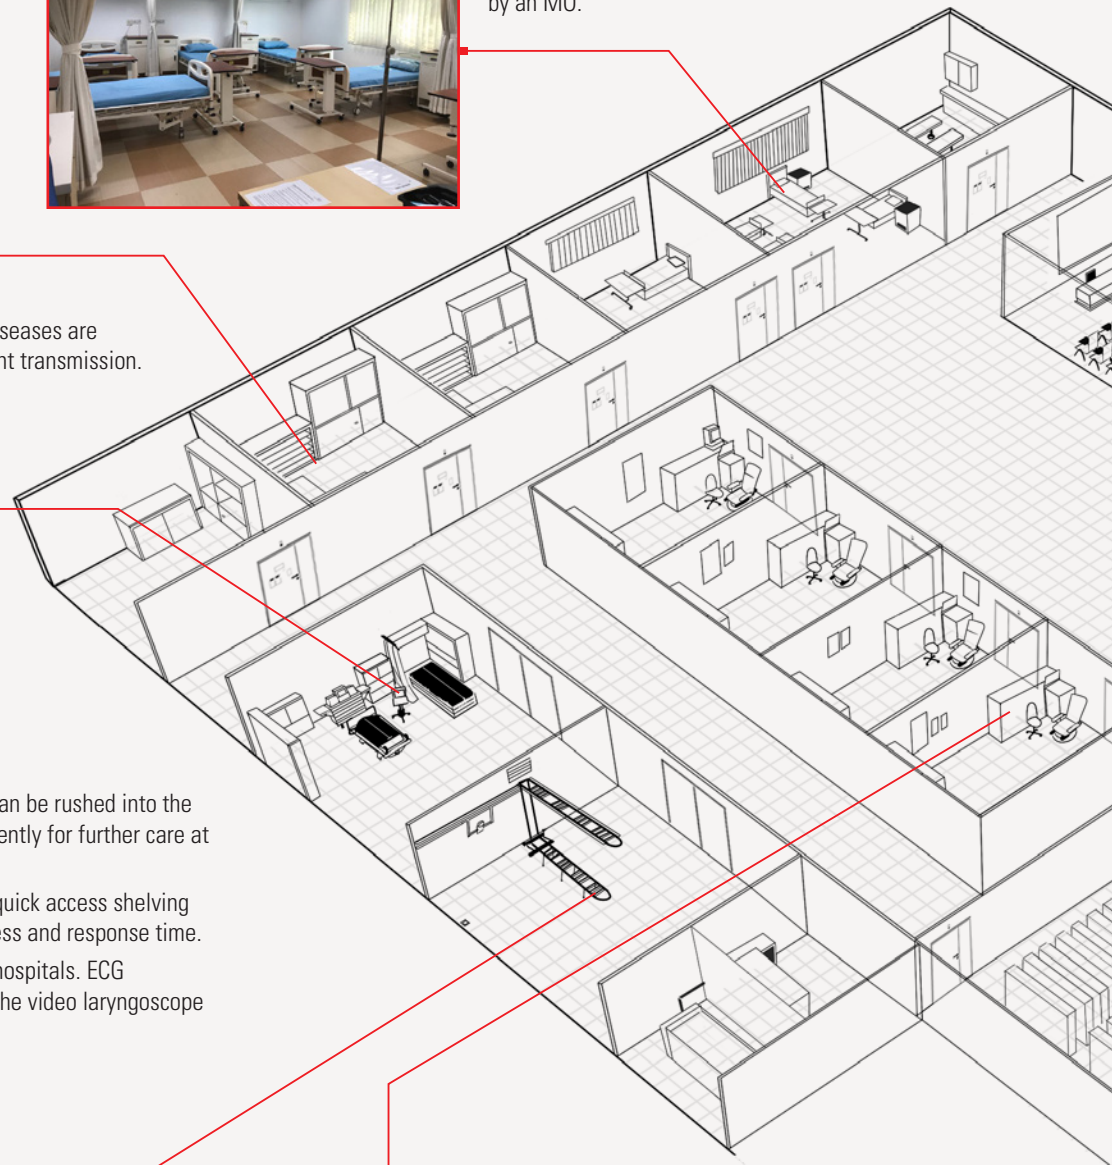 by an MO.
seases are
nt transmission.
an be rushed into the
ently for further care at
quick access shelving
ess and response time.
hospitals. ECG
he video laryngoscope